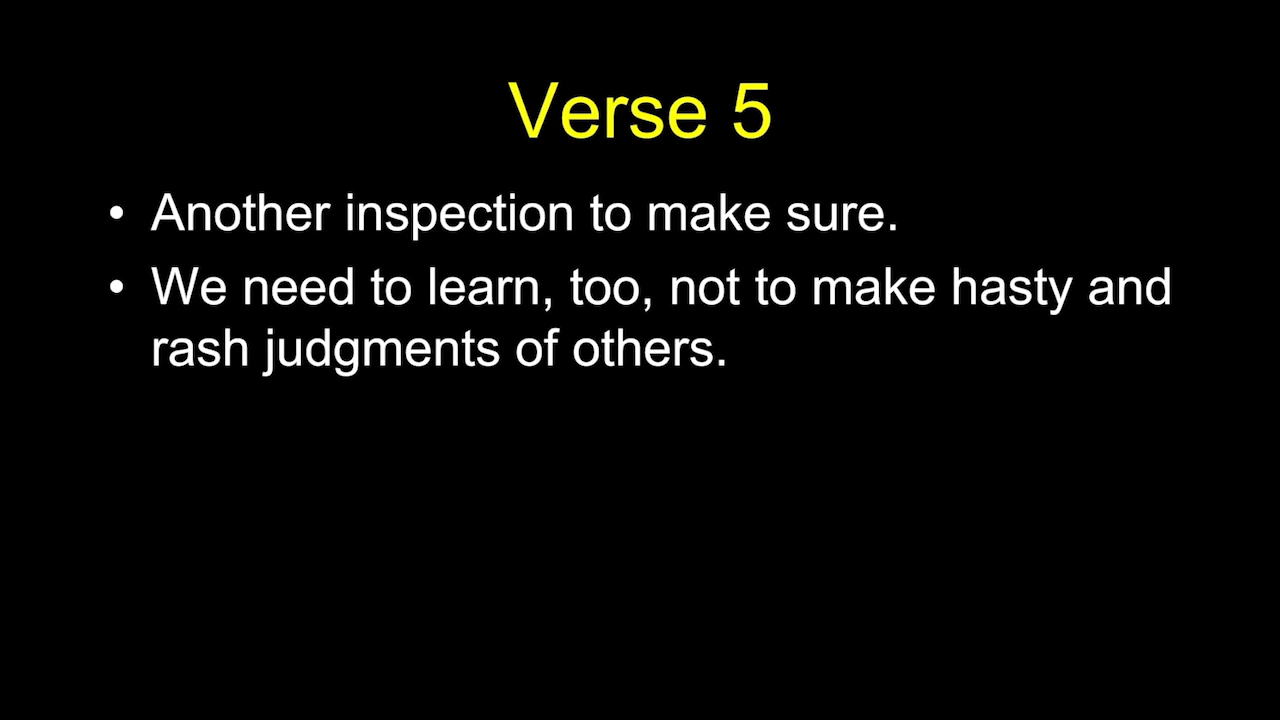 Verse 5
• Another inspection to make sure.
• We need to learn, too, not to make hasty and
rash judgments of others.